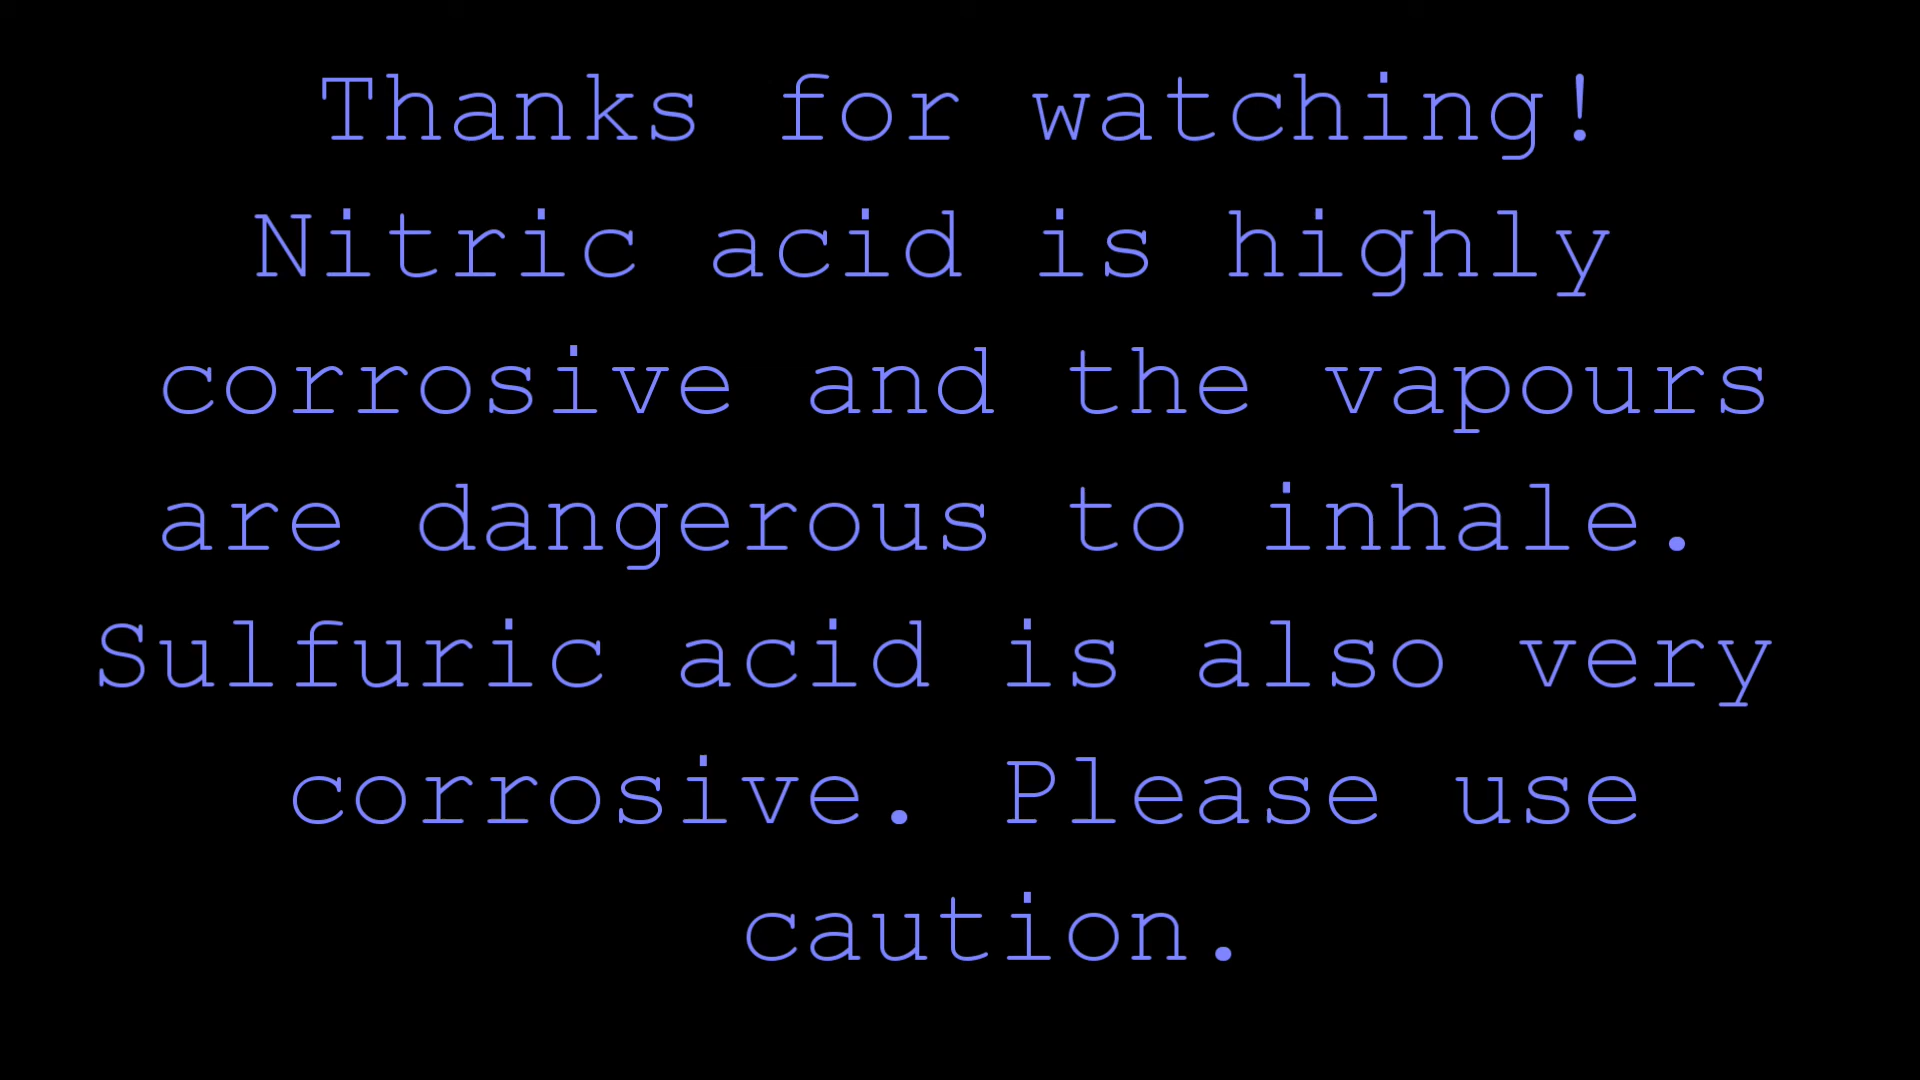 Thanks for watching!
Nitric acid is highly
corrosive and the vapours
are dangerous to inhale.
Sulfuric acid is also very
corrosive. Please use
caution.